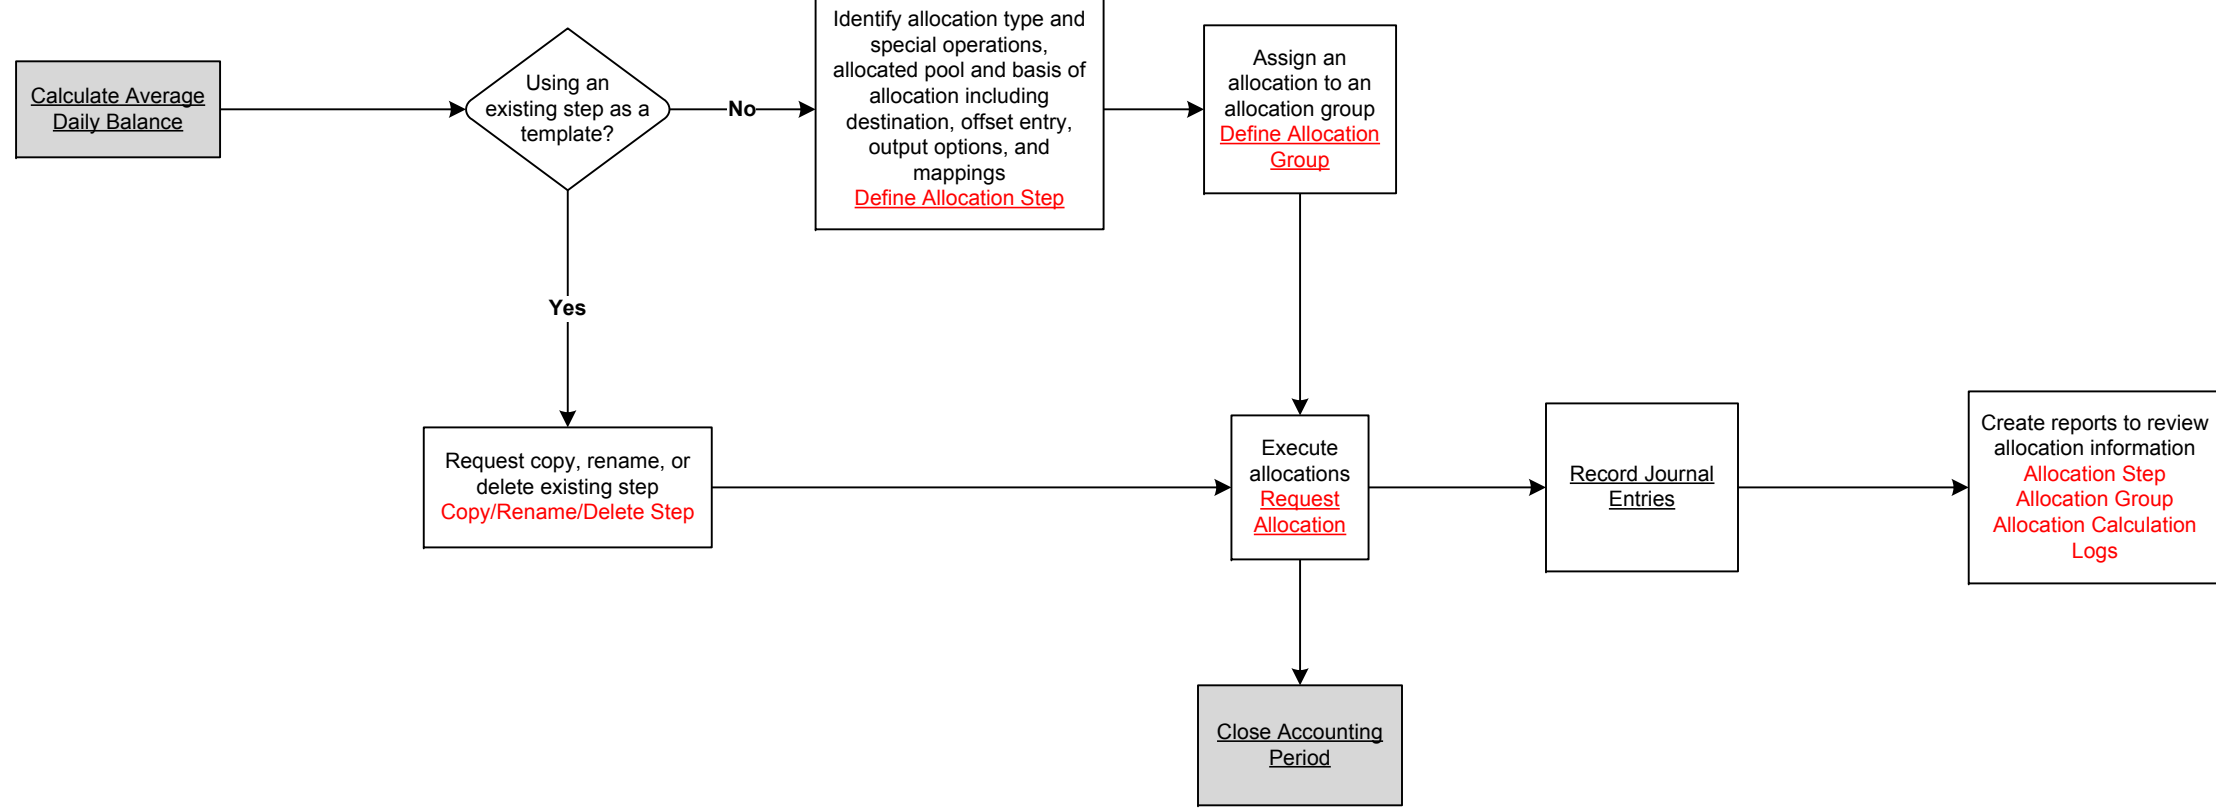 Calculate Average
Daily Balance
Using an
existing step as a
template?
No
Identify allocation type and
special operations,
allocated pool and basis of
allocation including
destination, offset entry,
output options, and
mappings
Define Allocation Step
Assign an
allocation to an
allocation group
Define Allocation
Group
Yes
Request copy, rename, or
delete existing step
Copy/Rename/Delete Step
Execute
allocations
Request
Allocation
Record Journal
Entries
Create reports to review
allocation information
Allocation Step
Allocation Group
Allocation Calculation
Logs
Close Accounting
Period